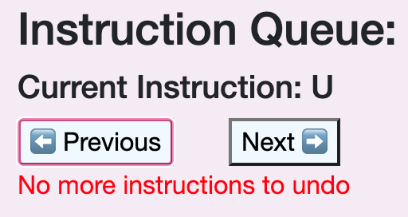 Instruction Queue:
Current Instruction: U
⬅️ Previous
Next ➡️
No more instructions to undo